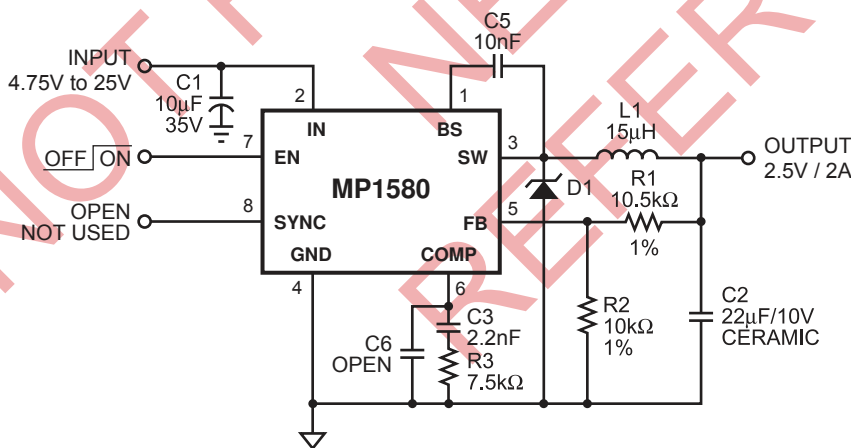 INPUT
4.75V to 25V
C1
10µF
35V
C5
10nF
2
1
IN
BS
7
OFF ON
EN
MP1580
3
SW
L1
15µH
OUTPUT
2.5V / 2A
D1
R1
10.5kΩ
1%
OPEN
NOT USED
8
SYNC
5
FB
GND
COMP
4
6
C6
OPEN
C3
2.2nF
R3
7.5kΩ
R2
10kΩ
1%
C2
22µF/10V
CERAMIC
NOT
REFER